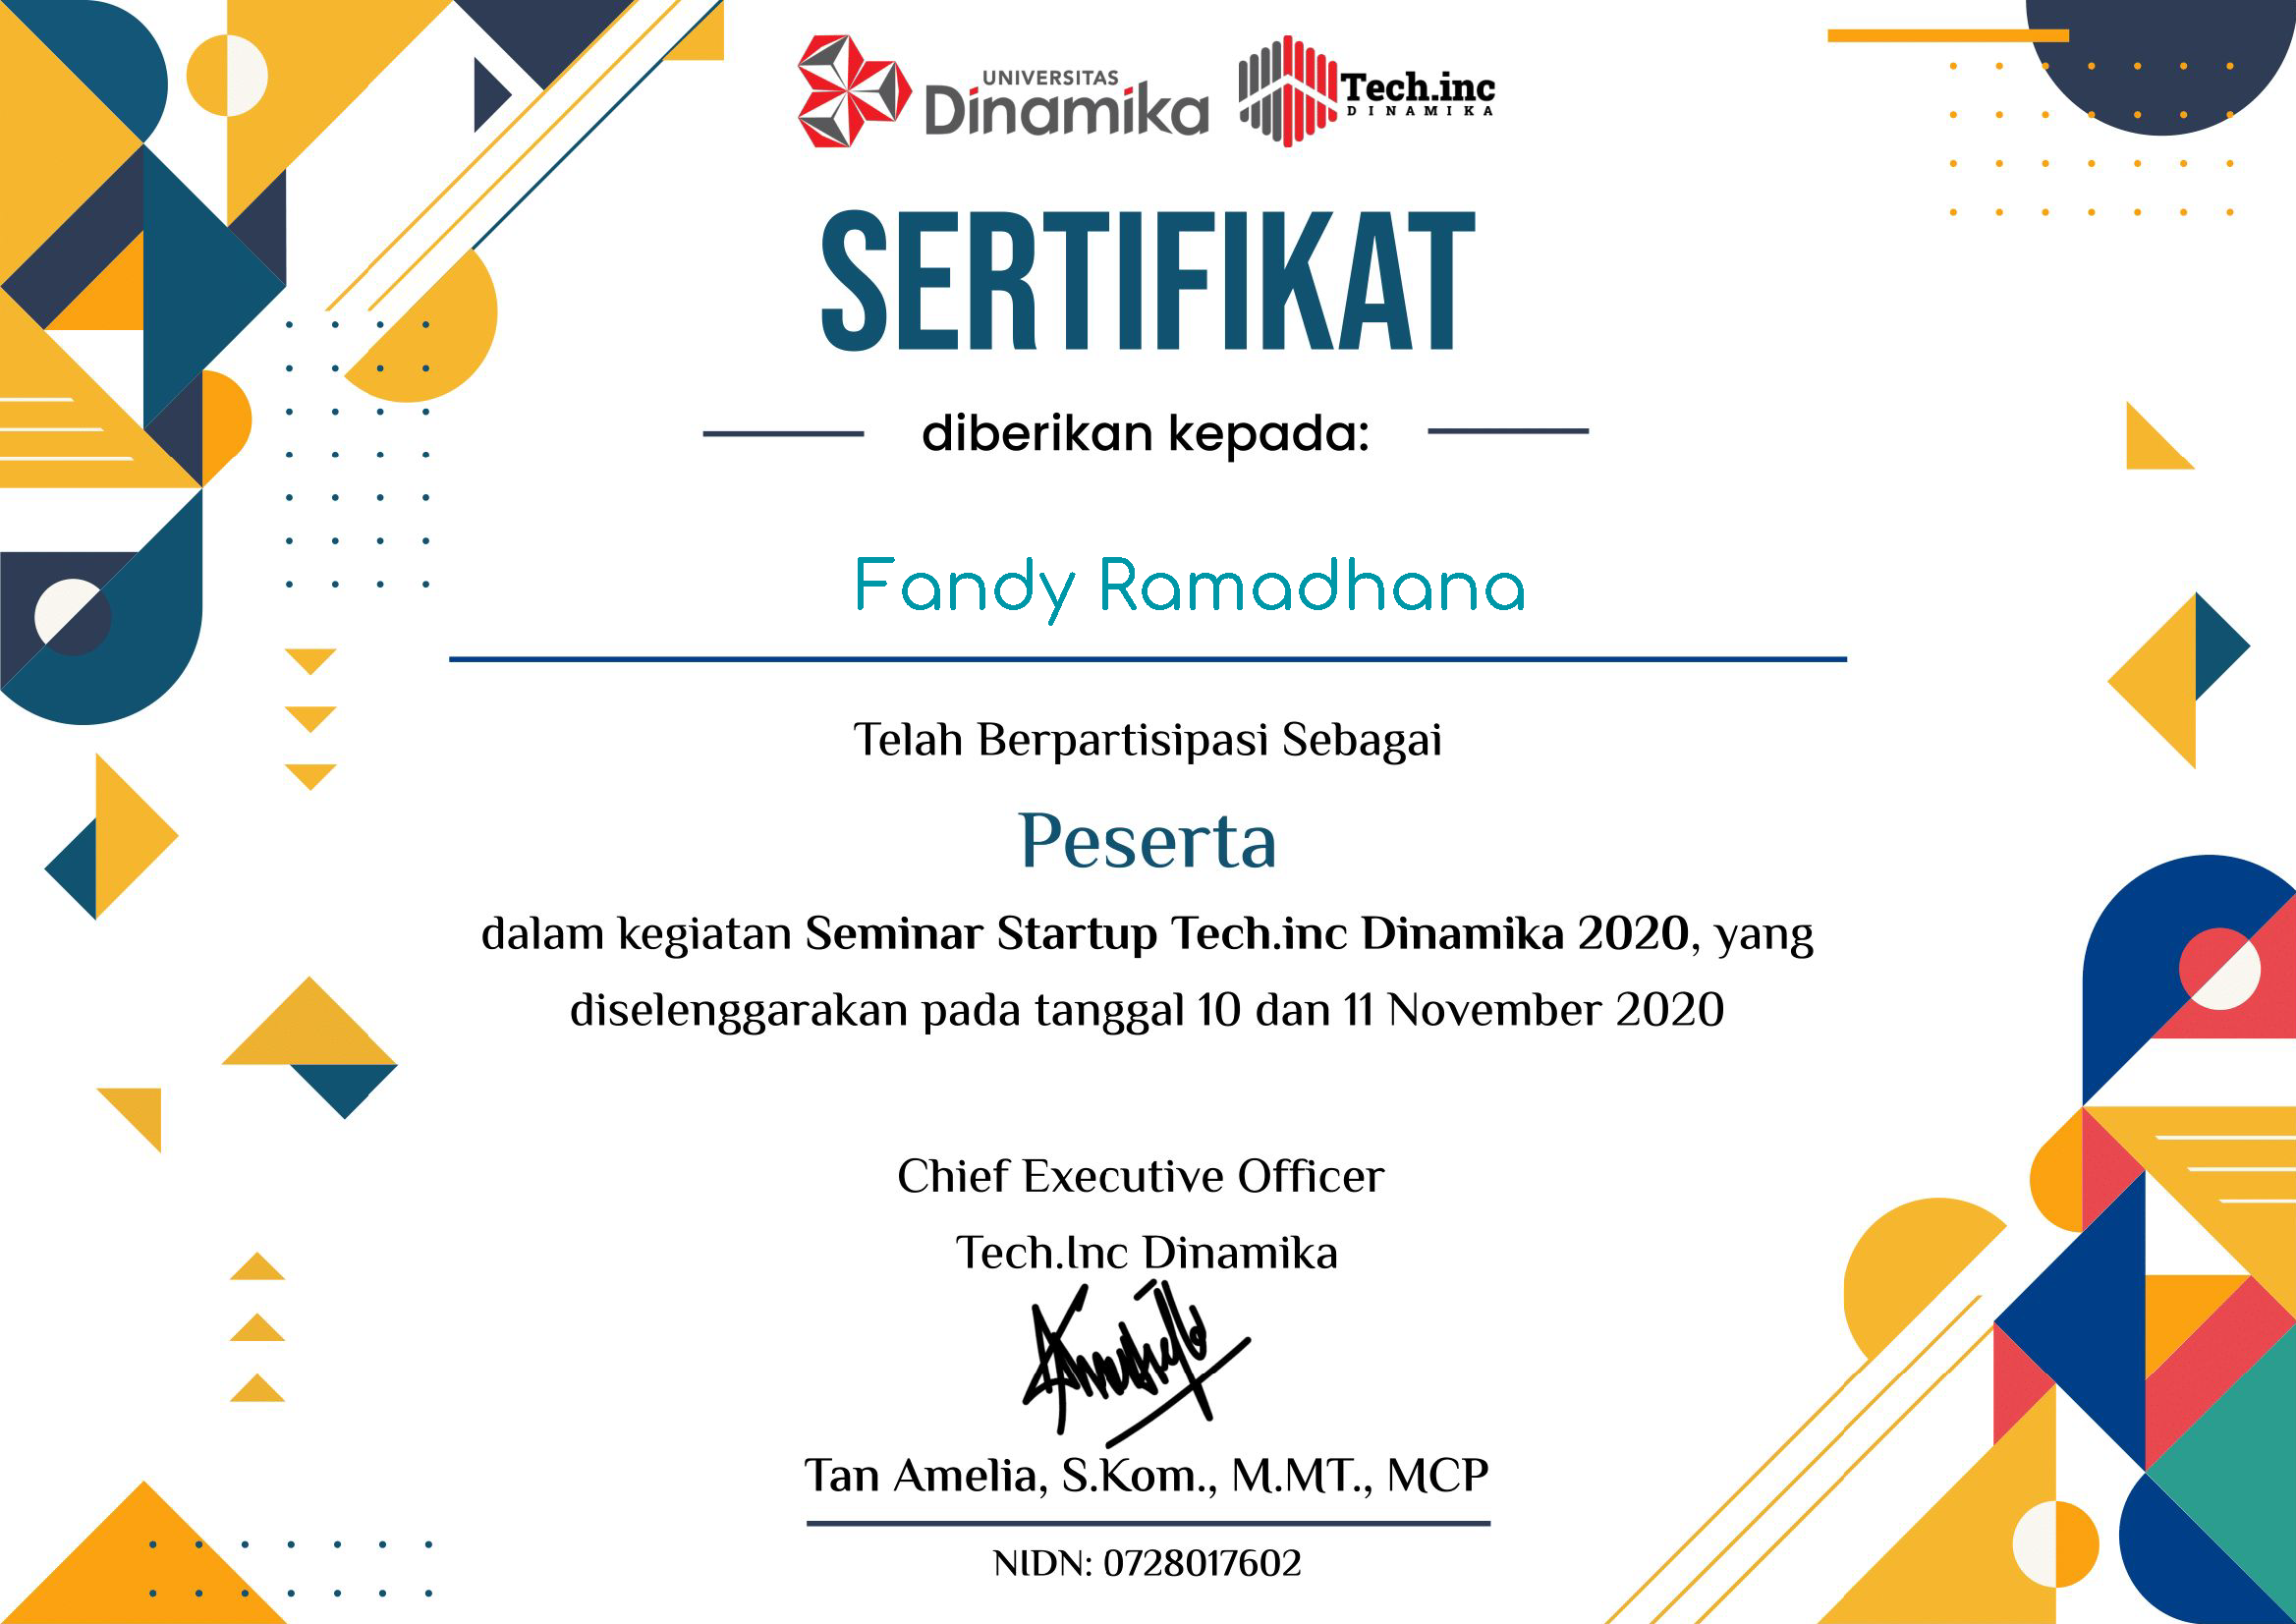 UNIVERSITAS
Dinamika
Tech.inc
DINAMIKA
SERTIFIKAT
diberikan kepada:
Fandy Ramadhana
Telah Berpartisipasi Sebagai
Peserta
dalam kegiatan Seminar Startup Tech.inc Dinamika 2020, yang
diselenggarakan pada tanggal 10 dan 11 November 2020
Chief Executive Officer
Tech.Inc Dinamika
Tan Amelia, S.Kom., M.MT., MCP
NIDN: 0728017602